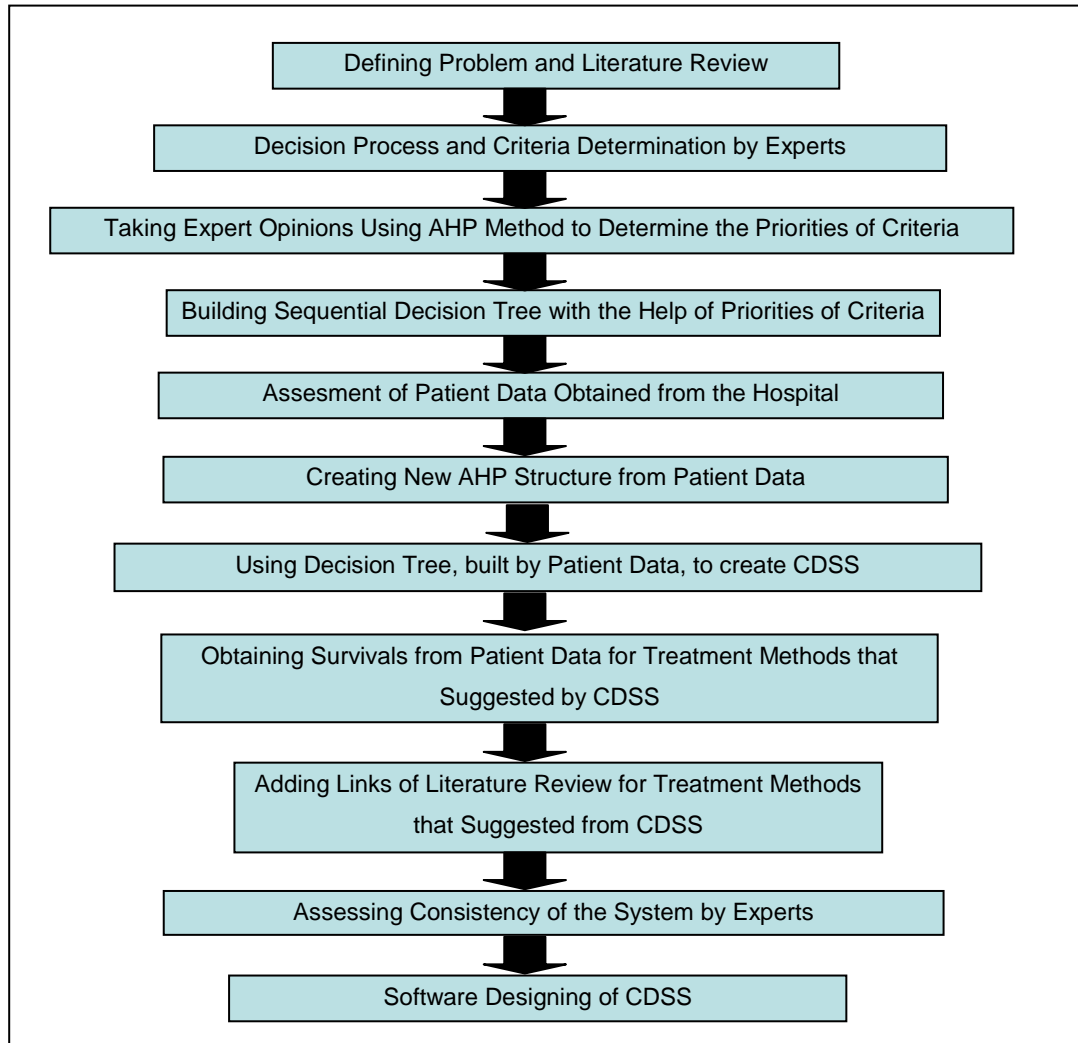 Defining Problem and Literature Review
Decision Process and Criteria Determination by Experts
Taking Expert Opinions Using AHP Method to Determine the Priorities of Criteria
Building Sequential Decision Tree with the Help of Priorities of Criteria
Assesment of Patient Data Obtained from the Hospital
Creating New AHP Structure from Patient Data
Using Decision Tree, built by Patient Data, to create CDSS
Obtaining Survivals from Patient Data for Treatment Methods that
Suggested by CDSS
Adding Links of Literature Review for Treatment Methods
that Suggested from CDSS
Assessing Consistency of the System by Experts
Software Designing of CDSS